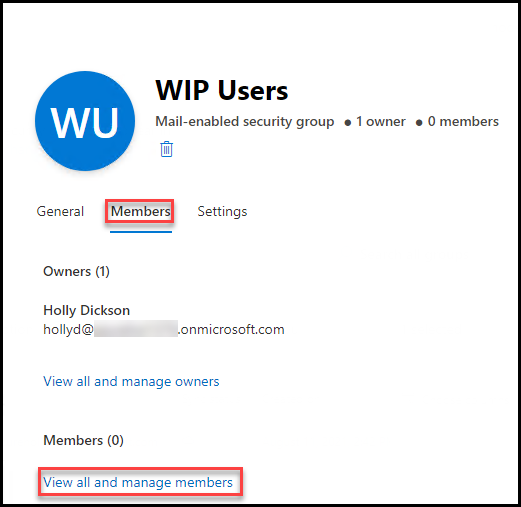 WU
WIP Users
Mail-enabled security group ● 1 owner ● 0 members
General Members Settings
Owners (1)
Holly Dickson
hollyd@ .onmicrosoft.com
View all and manage owners
Members (0)
View all and manage members